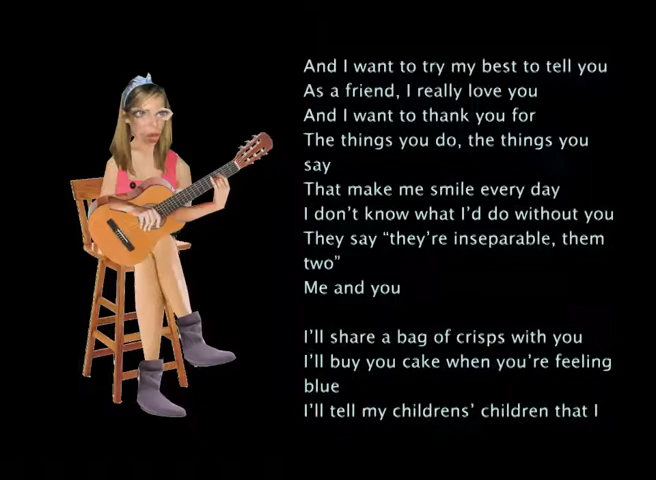 And I want to try my best to tell you
As a friend, I really love you
And I want to thank you for
The things you do, the things you
say
That make me smile every day
I don't know what I'd do without you
They say “they're inseparable, them
two”
Me and you
I'll share a bag of crisps with you
I'll buy you cake when you're feeling
blue
I'll tell my childrens' children that I